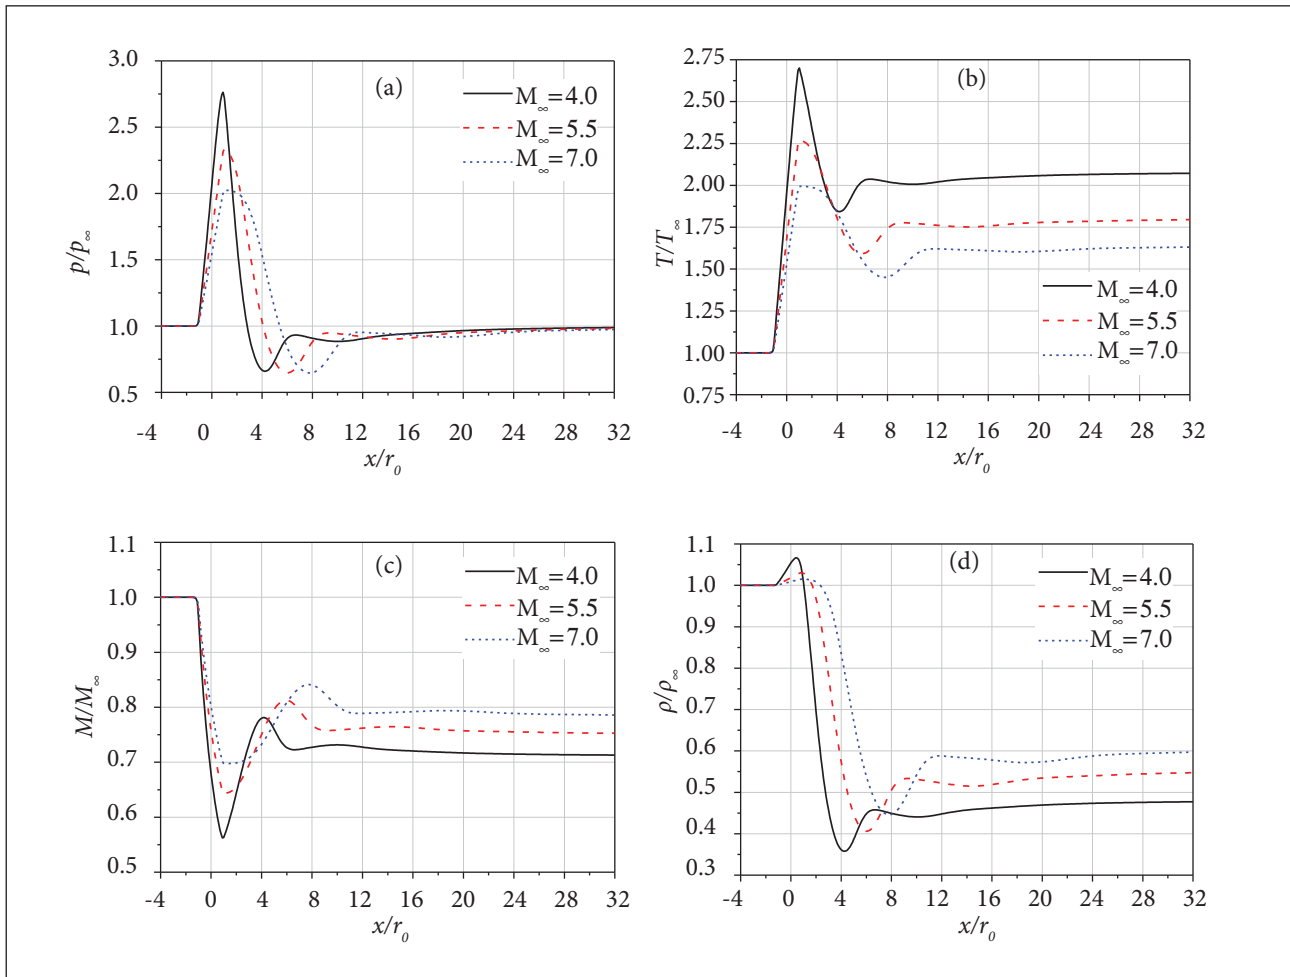 (a)
M∞=4.0
M∞=5.5
M∞=7.0
3.0
2.5
2.0
1.5
1.0
0.5
p/p∞
-4 0 4 8 12 16 20 24 28 32
x/r0
(b)
M∞=4.0
M∞=5.5
M∞=7.0
2.75
2.50
2.25
2.00
1.75
1.50
1.25
1.00
0.75
T/T∞
-4 0 4 8 12 16 20 24 28 32
x/r0
(c)
M∞=4.0
M∞=5.5
M∞=7.0
1.1
1.0
0.9
0.8
0.7
0.6
0.5
M/M∞
-4 0 4 8 12 16 20 24 28 32
x/r0
(d)
M∞=4.0
M∞=5.5
M∞=7.0
1.1
1.0
0.9
0.8
0.7
0.6
0.5
0.4
0.3
ρ/ρ∞
-4 0 4 8 12 16 20 24 28 32
x/r0